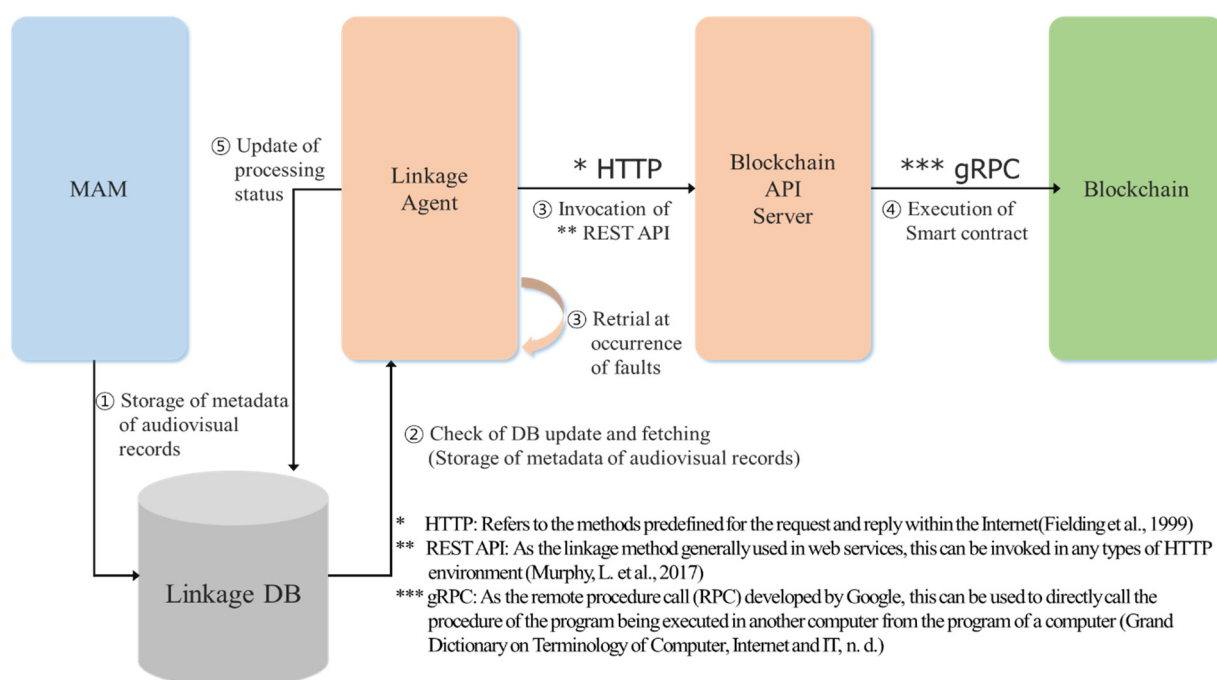 MAM
⑤ Update of
processing
status
Linkage
Agent
* HTTP
③ Invocation of
** REST API
Blockchain
API
Server
*** gRPC
④ Execution of
Smart contract
Blockchain
③ Retrial at
occurrence
of faults
① Storage of metadata
of audiovisual
records
② Check of DB update and fetching
(Storage of metadata of audiovisual records)
Linkage DB
* HTTP: Refers to the methods predefined for the request and reply within the Internet(Fielding et al., 1999)
** REST API: As the linkage method generally used in web services, this can be invoked in any types of HTTP
environment (Murphy, L. et al., 2017)
*** gRPC: As the remote procedure call (RPC) developed by Google, this can be used to directly call the
procedure of the program being executed in another computer from the program of a computer (Grand
Dictionary on Terminology of Computer, Internet and IT, n. d.)